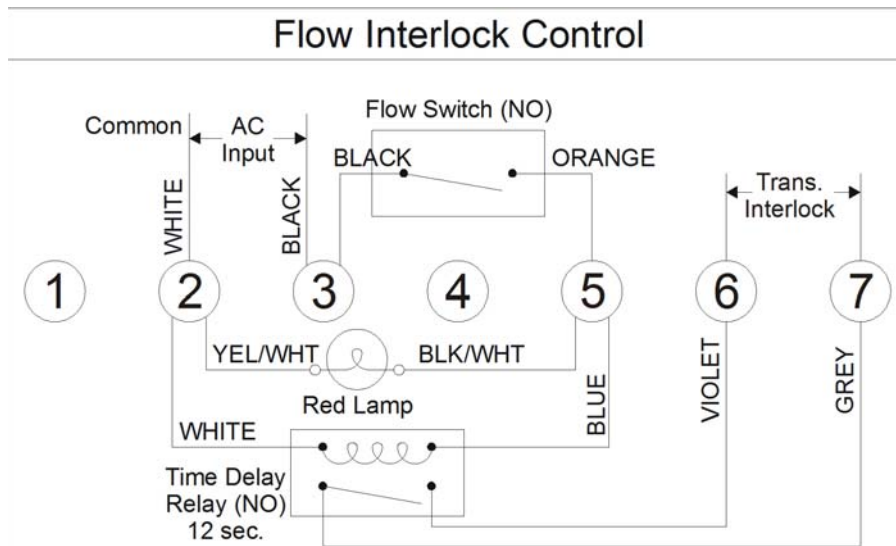 Flow Interlock Control
Common
AC
Input
Flow Switch (NO)
BLACK
ORANGE
Trans.
Interlock
WHITE
BLACK
1
2
3
4
5
6
7
YEL/WHT
BLK/WHT
Red Lamp
BLUE
VIOLET
GREY
WHITE
Time Delay
Relay (NO)
12 sec.